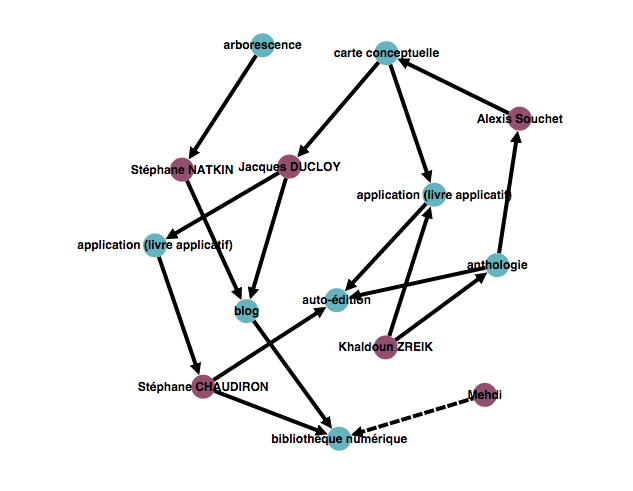 arborescence
carte conceptuelle
Alexis Souchet
Stéphane NATKIN
Jacques DUCLOY
application (livre applicatif)
application (livre applicatif)
anthologie
auto-édition
blog
Khaldoun ZREIK
Stéphane CHAUDIRON
Mehdi
bibliothèque numérique